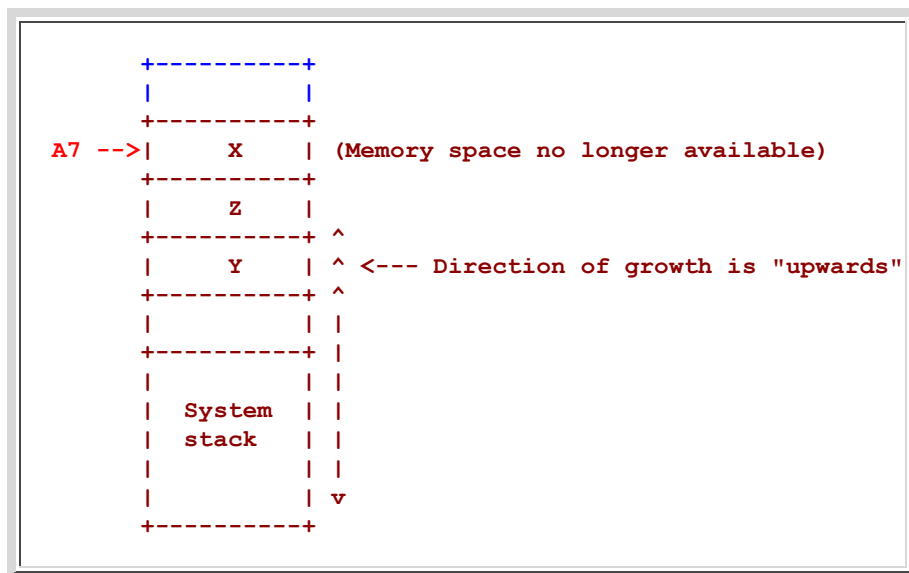 +----------+
|          |
+----------+
A7 -->|     X    | (Memory space no longer available)
+----------+
|     Z    |
+----------+ ^
|     Y    | ^ <--- Direction of growth is "upwards"
+----------+ ^
|          | |
+----------+ |
|          | |
|  System  | |
|  stack   | |
|          | |
|          | v
+----------+